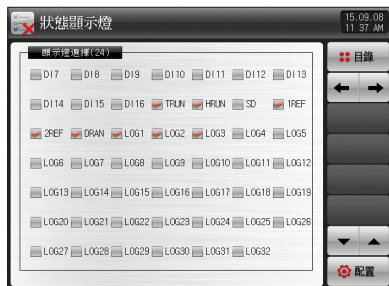 狀態顯示燈
15.09.08
11 37 AM
顯示燈選擇(24)
DI7 DI8 DI9 DI10 DI11 DI12 DI13
DI14 DI15 DI16 TRUN HRUN SD 1REF
2REF DRAN LOG1 LOG2 LOG3 LOG4 LOG5
LOG6 LOG7 LOG8 LOG9 LOG10 LOG11 LOG12
LOG13 LOG14 LOG15 LOG16 LOG17 LOG18 LOG19
LOG20 LOG21 LOG22 LOG23 LOG24 LOG25 LOG26
LOG27 LOG28 LOG29 LOG30 LOG31 LOG32
目錄
配置